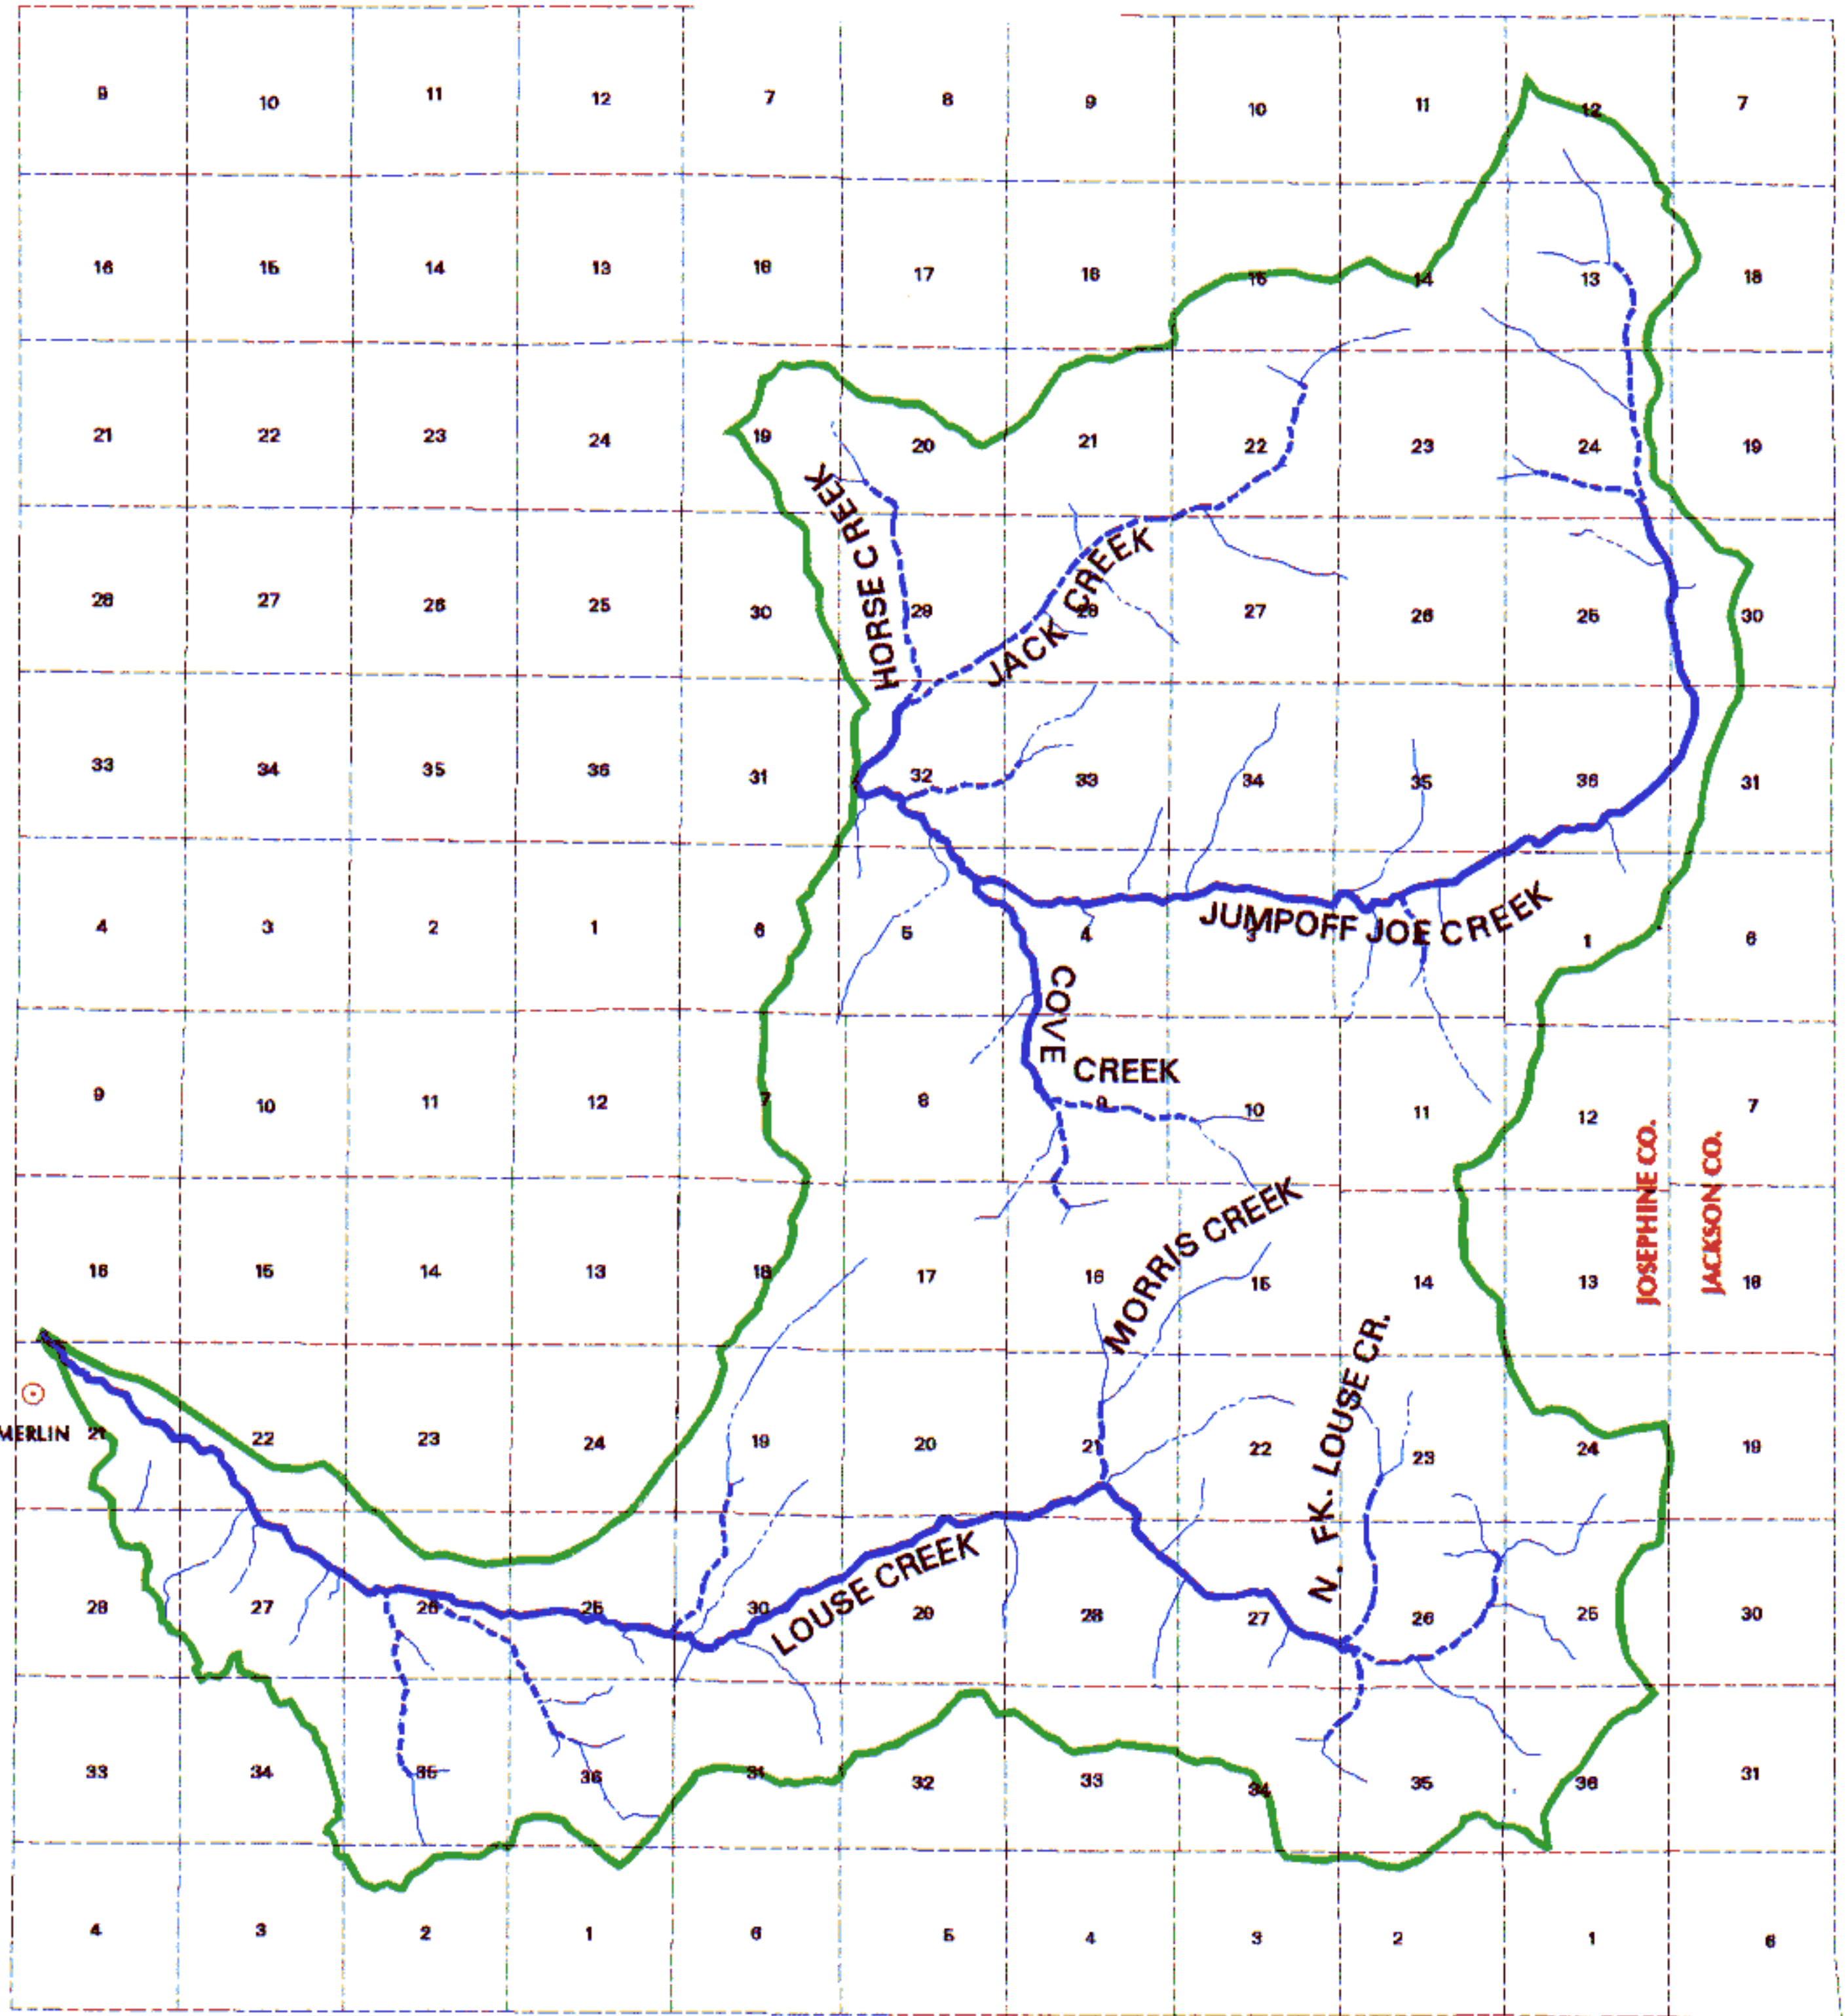 9 10 11 12 7 8 9 10 11 12 7
16 15 14 13 18 17 16 15 14 13 18
21 22 23 24 19 20 21 22 23 24 19
HORSE CREEK
JACK CREEK
28 27 26 25 30 29 28 27 26 25 30
33 34 35 36 31 32 33 34 35 36 31
JUMPOFF JOE CREEK
4 3 2 1 6 5 4 3 1 6
COVE
CREEK
9 10 11 12 7 8 9 10 11 12 7
JOSEPHINE CO.
JACKSON CO.
MORRIS CREEK
16 15 14 13 18 17 16 15 14 13 18
N. FK. LOUSE CR.
MERLIN
21 22 23 24 19 20 21 22 23 24 19
LOUSE CREEK
28 27 26 25 30 29 28 27 26 25 30
33 34 35 36 31 32 33 34 35 36 31
4 3 2 1 6 5 4 3 2 1 6